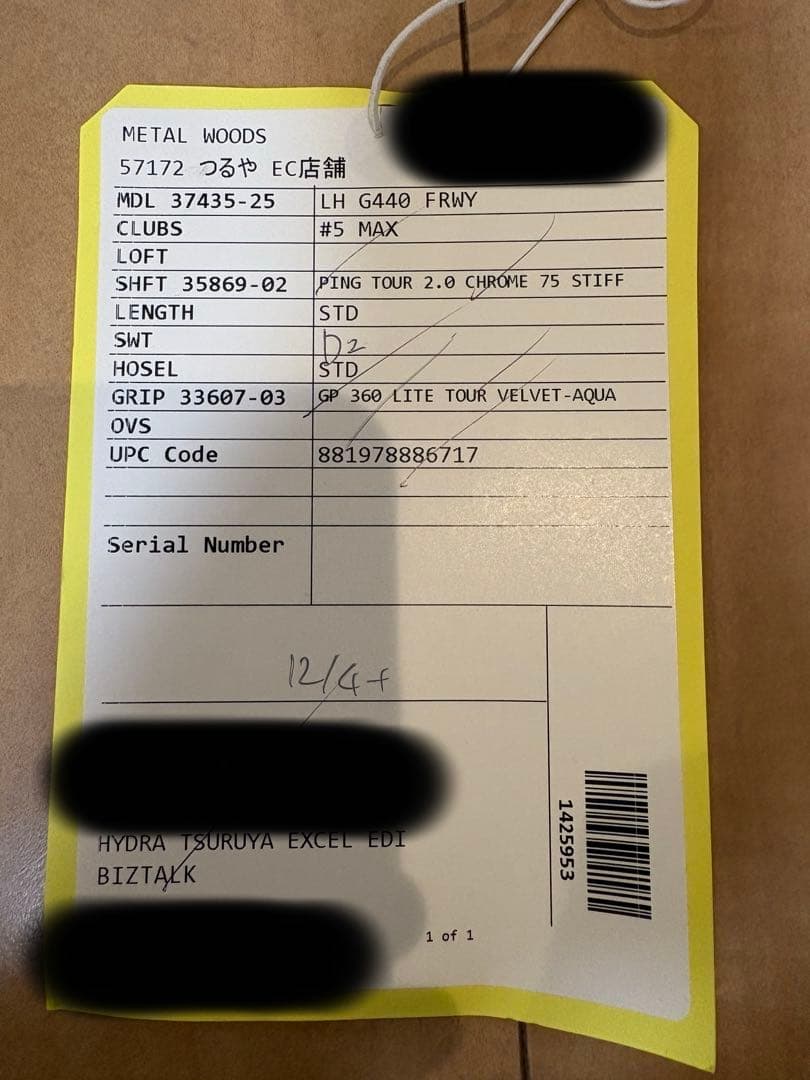 METAL WOODS
57172 つるや EC店舗
MDL 37435-25 LH G440 FRWY
CLUBS #5 MAX
LOFT
SHFT 35869-02 PING TOUR 2.0 CHROME 75 STIFF
LENGTH STD
SWT D2
HOSEL STD
GRIP 33607-03 GP 360 LITE TOUR VELVET-AQUA
OVS
UPC Code 881978886717
Serial Number
12/4
HYDRA TSURUYA EXCEL EDI
BIZTALK
1425953
1 of 1